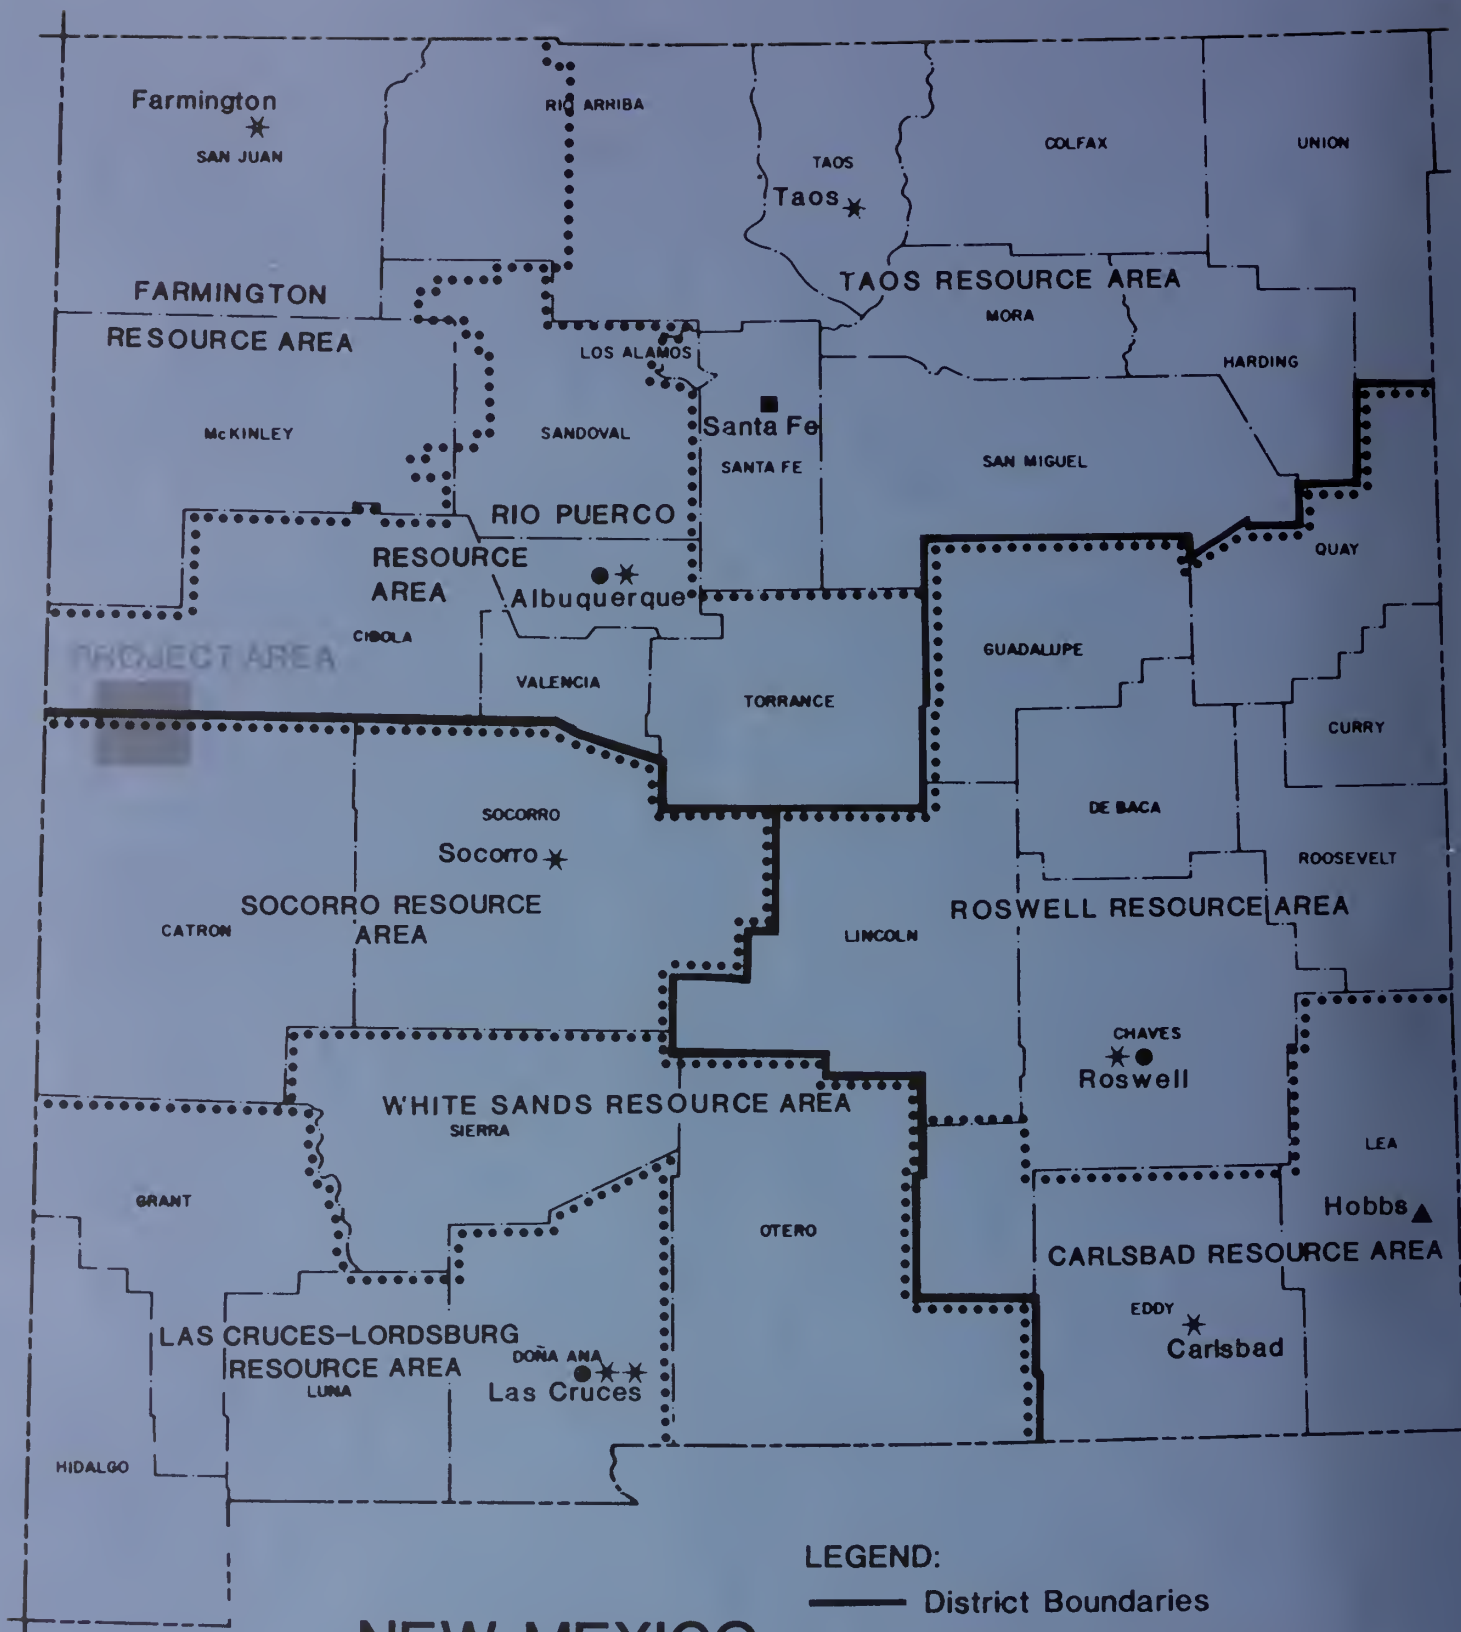 Farmington
SAN JUAN
RIO ARRIBA
TAOS
Taos
COLFAX
UNION
FARMINGTON
RESOURCE AREA
TAOS RESOURCE AREA
MORA
HARDING
LOS ALAMOS
McKINLEY
SANDOVAL
Santa Fe
SANTA FE
SAN MIGUEL
RIO PUERCO
RESOURCE
AREA
Albuquerque
QUAY
CIBOLA
PROJECT AREA
VALENCIA
TORRANCE
GUADALUPE
CURRY
DE BACA
ROOSEVELT
SOCORRO
Socorro
SOCORRO RESOURCE
AREA
CATRON
LINCOLN
ROSWELL RESOURCE AREA
CHAVES
Roswell
WHITE SANDS RESOURCE AREA
SIERRA
LEA
GRANT
OTERO
Hobbs
CARLSBAD RESOURCE AREA
EDDY
Carlsbad
LAS CRUCES-LORDSBURG
RESOURCE AREA
LUNA
DOÑA ANA
Las Cruces
HIDALGO
LEGEND:
District Boundaries
NEW MEXICO